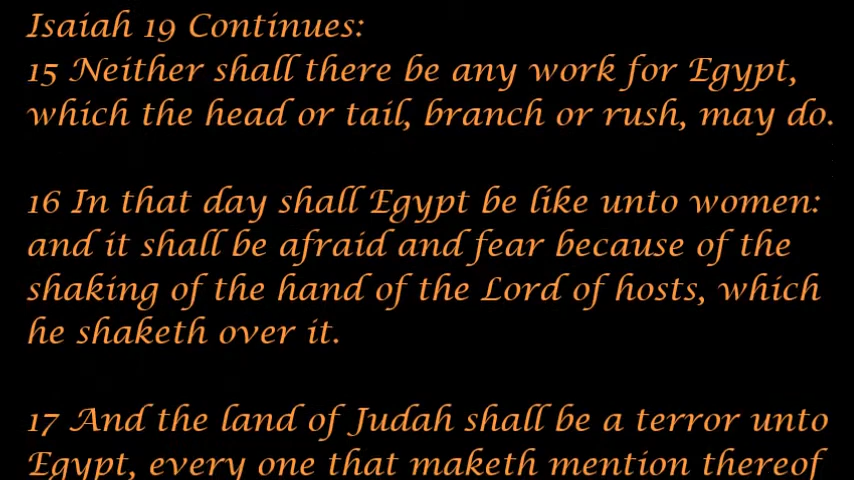 Isaiah 19 Continues:
15 Neither shall there be any work for Egypt,
which the head or tail, branch or rush, may do.
16 In that day shall Egypt be like unto women:
and it shall be afraid and fear because of the
shaking of the hand of the Lord of hosts, which
he shaketh over it.
17 And the land of Judah shall be a terror unto
Egypt, every one that maketh mention thereof